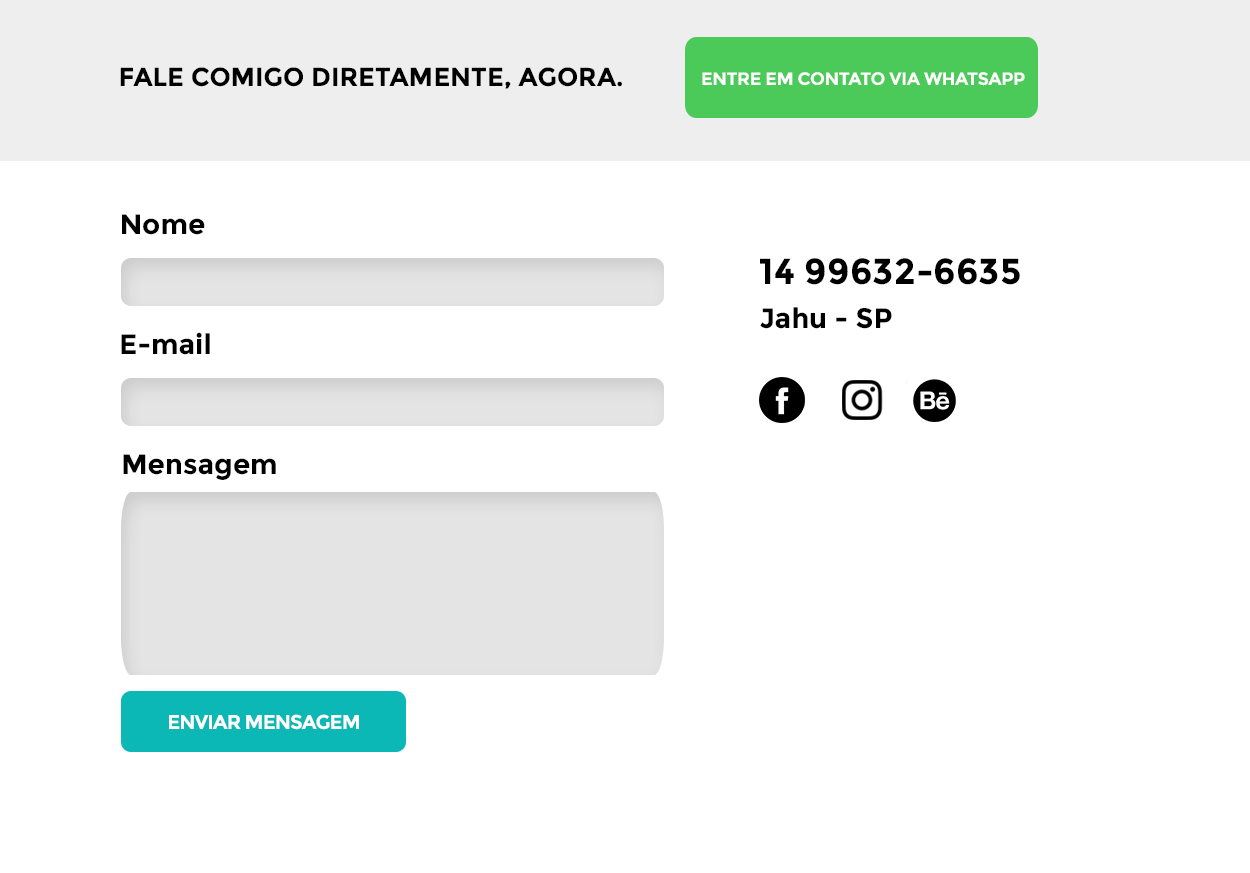 FALE COMIGO DIRETAMENTE, AGORA.
ENTRE EM CONTATO VIA WHATSAPP
Nome
E-mail
Mensagem
ENVIAR MENSAGEM
14 99632-6635
Jahu - SP
f
Bē